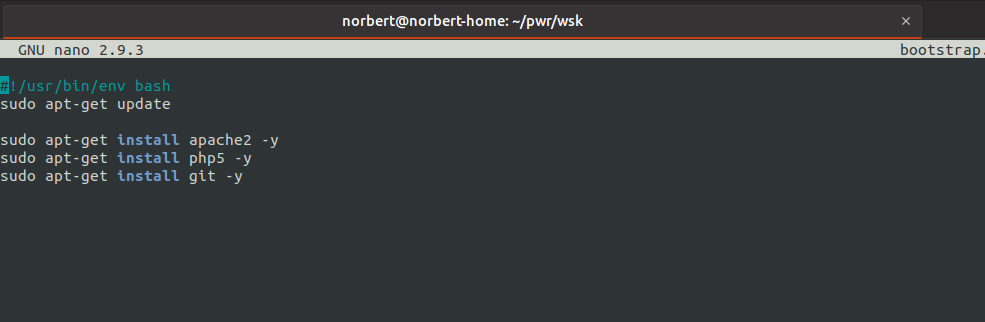 norbert@norbert-home: ~/pwr/wsk ×
GNU nano 2.9.3 bootstrap.
#!/usr/bin/env bash
sudo apt-get update
sudo apt-get install apache2 -y
sudo apt-get install php5 -y
sudo apt-get install git -y